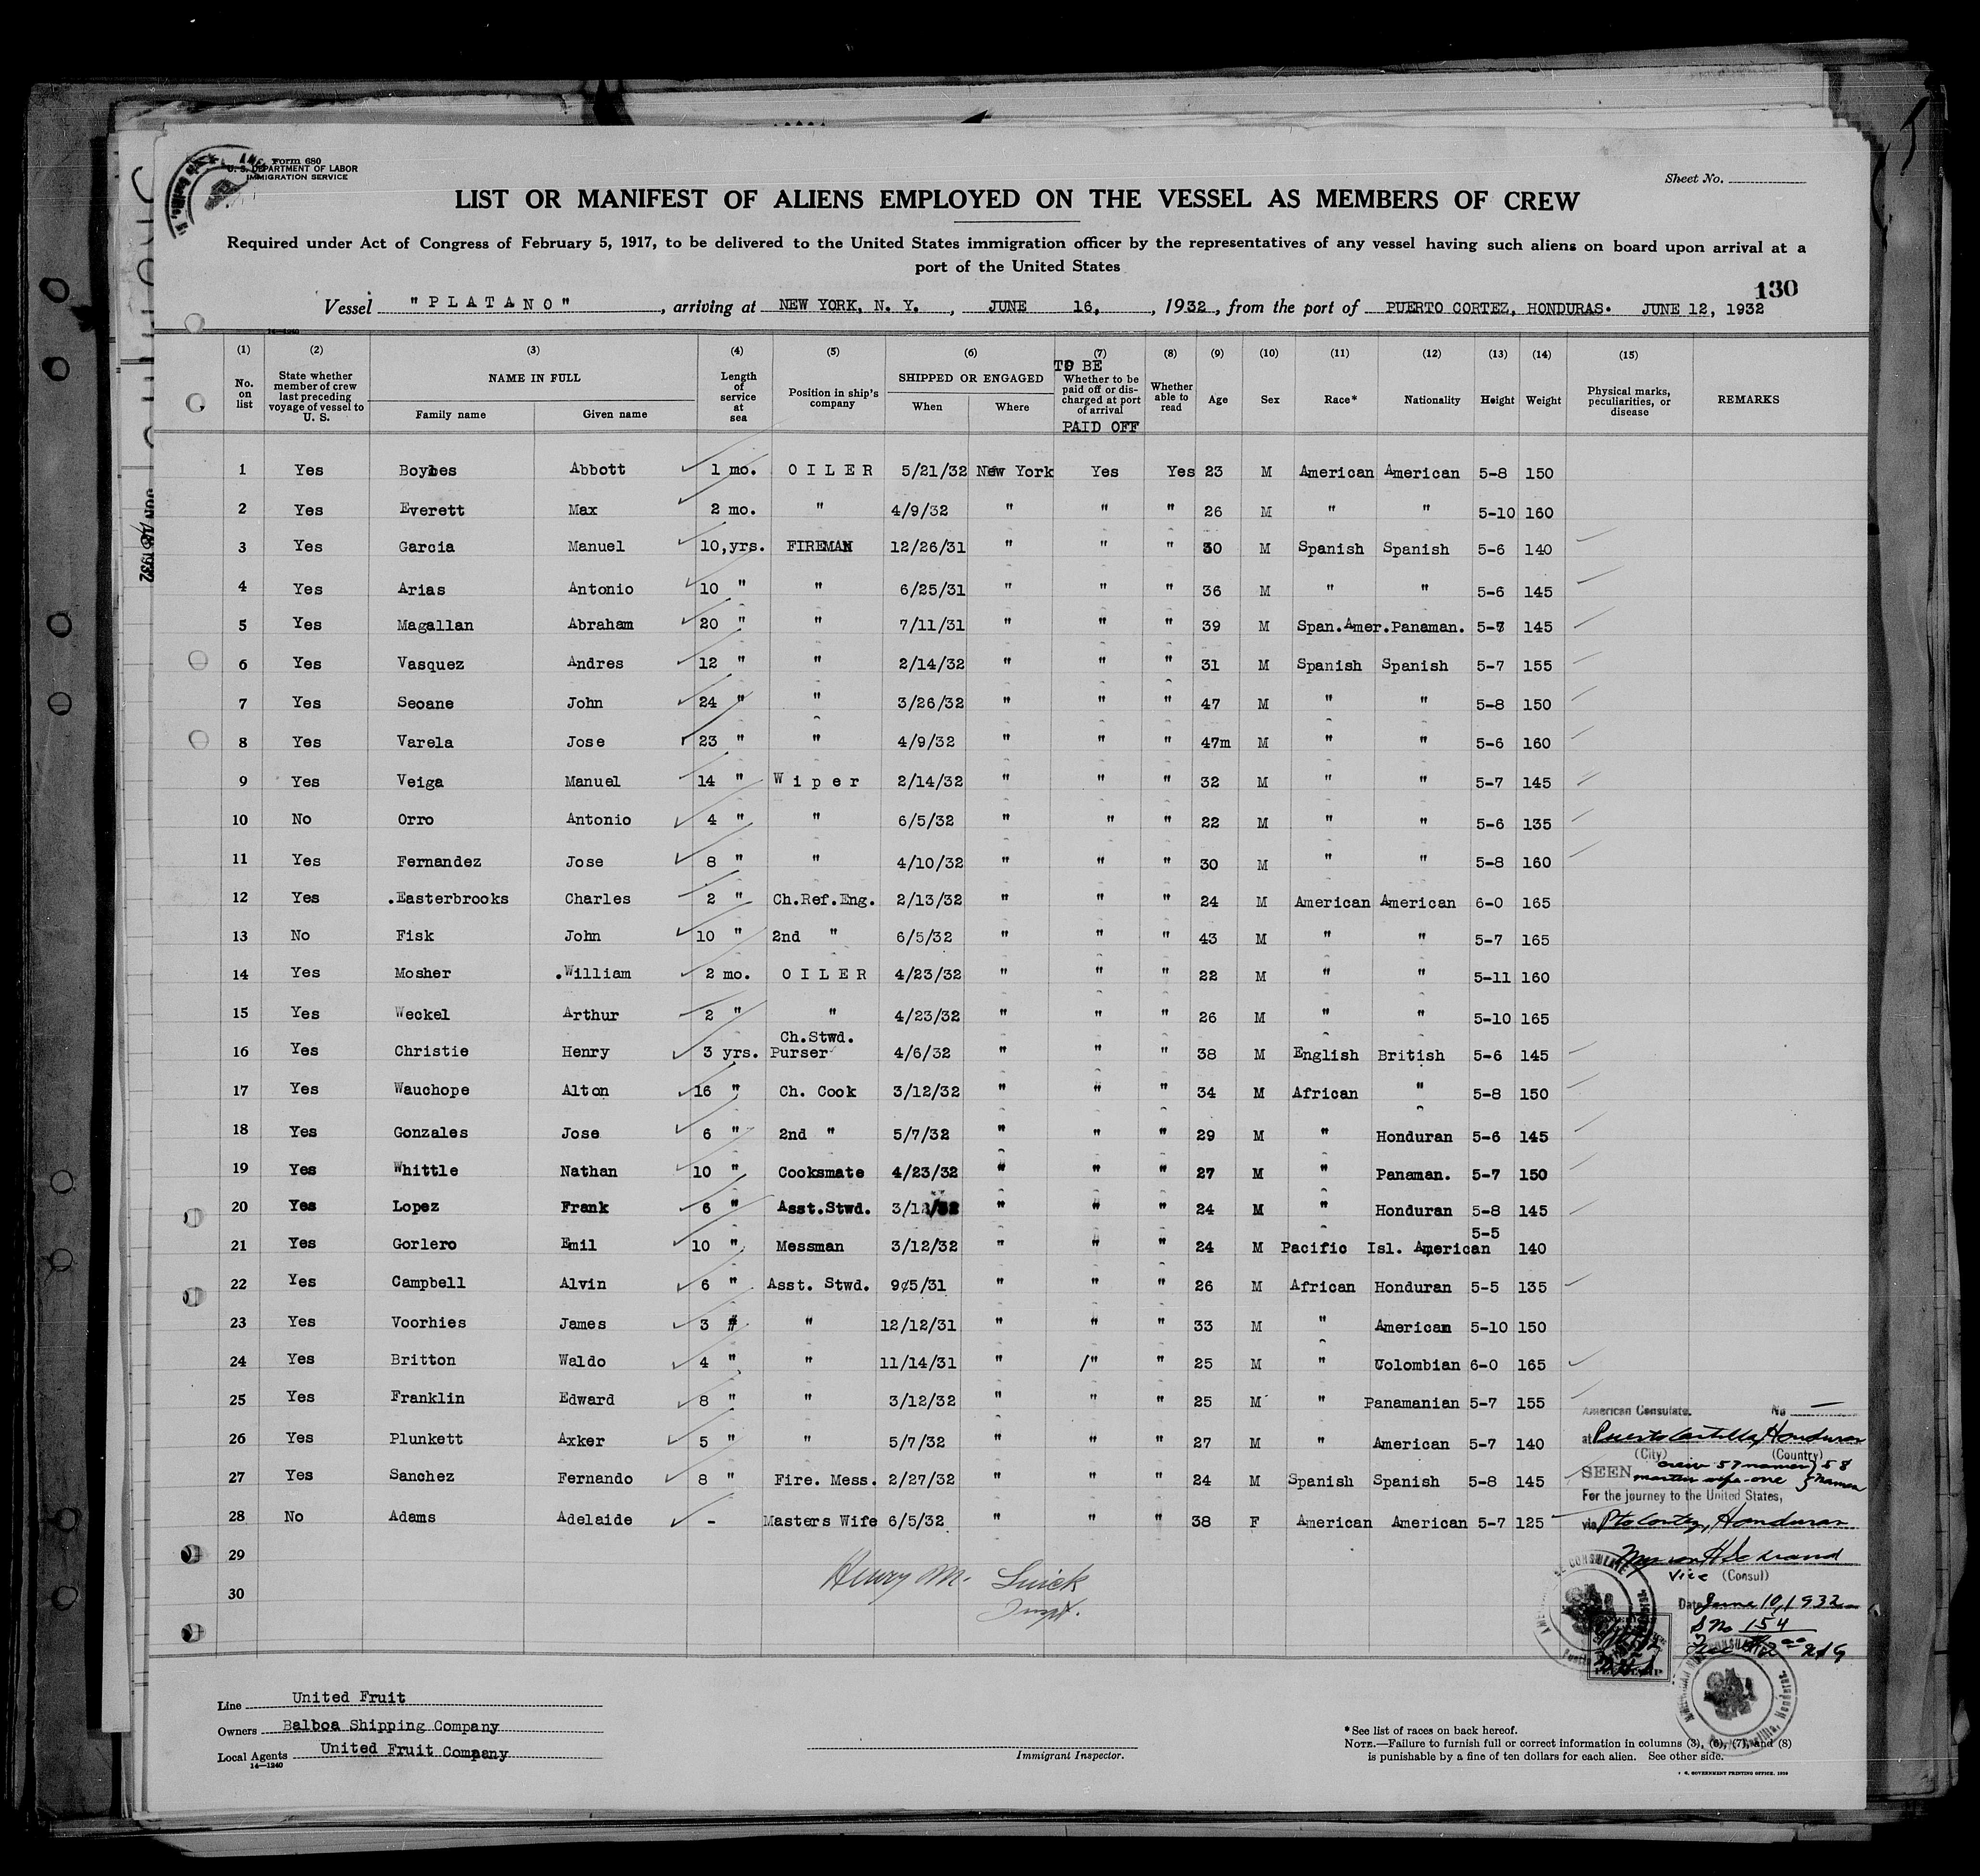 Form 680
U. S. DEPARTMENT OF LABOR
IMMIGRATION SERVICE
Sheet No.
LIST OR MANIFEST OF ALIENS EMPLOYED ON THE VESSEL AS MEMBERS OF CREW
Required under Act of Congress of February 5, 1917, to be delivered to the United States immigration officer by the representatives of any vessel having such aliens on board upon arrival at a
port of the United States
130
Vessel "PLATANO", arriving at NEW YORK, N. Y., JUNE 16, 1932, from the port of PUERTO CORTEZ, HONDURAS. JUNE 12, 1932
14—1240
(1) (2) (3) (4) (5) (6) (7) (8) (9) (10) (11) (12) (13) (14) (15)
No. on list
State whether member of crew last preceding voyage of vessel to U. S.
NAME IN FULL
Family name Given name
Length of service at sea
Position in ship's company
SHIPPED OR ENGAGED
When Where
TO BE
Whether to be paid off or discharged at port of arrival
PAID OFF
Whether able to read
Age Sex Race* Nationality Height Weight
Physical marks, peculiarities, or disease
REMARKS
1 Yes Boybes Abbott 1 mo. OILER 5/21/32 New York Yes Yes 23 M American American 5-8 150
2 Yes Everett Max 2 mo. " 4/9/32 " " " 26 M " " 5-10 160
3 Yes Garcia Manuel 10,yrs. FIREMAN 12/26/31 " " " 30 M Spanish Spanish 5-6 140
4 Yes Arias Antonio 10 " " 6/25/31 " " " 36 M " " 5-6 145
5 Yes Magallan Abraham 20 " " 7/11/31 " " " 39 M Span.Amer.Panaman. 5-7 145
6 Yes Vasquez Andres 12 " " 2/14/32 " " " 31 M Spanish Spanish 5-7 155
7 Yes Seoane John 24 " " 3/26/32 " " " 47 M " " 5-8 150
8 Yes Varela Jose 23 " " 4/9/32 " " " 47m M " " 5-6 160
9 Yes Veiga Manuel 14 " Wiper 2/14/32 " " " 32 M " " 5-7 145
10 No Orro Antonio 4 " " 6/5/32 " " " 22 M " " 5-6 135
11 Yes Fernandez Jose 8 " " 4/10/32 " " " 30 M " " 5-8 160
12 Yes .Easterbrooks Charles 2 " Ch.Ref.Eng. 2/13/32 " " " 24 M American American 6-0 165
13 No Fisk John 10 " 2nd " 6/5/32 " " " 43 M " " 5-7 165
14 Yes Mosher .William 2 mo. OILER 4/23/32 " " " 22 M " " 5-11 160
15 Yes Weckel Arthur 2 " " 4/23/32 " " " 26 M " " 5-10 165
16 Yes Christie Henry 3 yrs. Ch.Stwd. Purser 4/6/32 " " " 38 M English British 5-6 145
17 Yes Wauchope Alton 16 " Ch. Cook 3/12/32 " " " 34 M African " 5-8 150
18 Yes Gonzales Jose 6 " 2nd " 5/7/32 " " " 29 M " Honduran 5-6 145
19 Yes Whittle Nathan 10 " Cooksmate 4/23/32 " " " 27 M " Panaman. 5-7 150
20 Yes Lopez Frank 6 " Asst.Stwd. 3/12/32 " " " 24 M " Honduran 5-8 145
21 Yes Gorlero Emil 10 " Messman 3/12/32 " " " 24 M Pacific Isl. American 5-5 140
22 Yes Campbell Alvin 6 " Asst. Stwd. 9¢5/31 " " " 26 M African Honduran 5-5 135
23 Yes Voorhies James 3 " " 12/12/31 " " " 33 M " American 5-10 150
24 Yes Britton Waldo 4 " " 11/14/31 " " " 25 M " Colombian 6-0 165
25 Yes Franklin Edward 8 " " 3/12/32 " " " 25 M " Panamanian 5-7 155
26 Yes Plunkett Axker 5 " " 5/7/32 " " " 27 M " American 5-7 140
27 Yes Sanchez Fernando 8 " Fire. Mess. 2/27/32 " " " 24 M Spanish Spanish 5-8 145
28 No Adams Adelaide - Masters Wife 6/5/32 " " " 38 F American American 5-7 125
29
30
Henry M.
American Consulate. No —
at Puerto Castilla, Honduras
(City) (Country)
SEEN crew 57 names 58 names
master wife-one
For the journey to the United States,
via Pto Cortez, Honduras
Vice (Consul)
Date June 10, 1932
S No 154
Line United Fruit
Owners Balboa Shipping Company
Local Agents United Fruit Company
14—1240
Immigrant Inspector.
*See list of races on back hereof.
NOTE.—Failure to furnish full or correct information in columns (3), (6), (7), and (8)
is punishable by a fine of ten dollars for each alien. See other side.